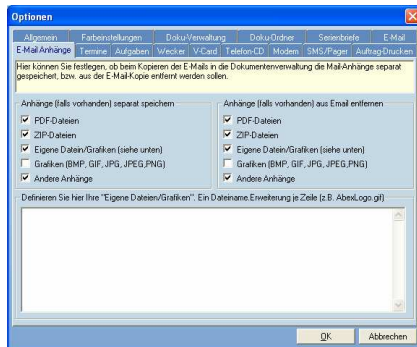 Optionen
Allgemein Farbeinstellungen Doku-Verwaltung Doku-Ordner Serienbriefe E-Mail
E-Mail Anhänge Termine Aufgaben Wecker V-Card Telefon-CD Modem SMS/Pager Auftrag-Drucken
Hier können Sie festlegen, ob beim Kopieren der E-Mails in die Dokumentenverwaltung die Mail-Anhänge separat
gespeichert, bzw. aus der E-Mail-Kopie entfernt werden sollen.
Anhänge (falls vorhanden) separat speichern
PDF-Dateien
ZIP-Dateien
Eigene Datein/Grafiken (siehe unten)
Grafiken (BMP, GIF, JPG, JPEG,PNG)
Andere Anhänge
Anhänge (falls vorhanden) aus Email entfernen
PDF-Dateien
ZIP-Dateien
Eigene Datein/Grafiken (siehe unten)
Grafiken (BMP, GIF, JPG, JPEG,PNG)
Andere Anhänge
Definieren Sie hier Ihre "Eigene Dateien/Grafiken". Ein Dateiname.Erweiterung je Zeile (z.B. AbexLogo.gif)
OK Abbrechen